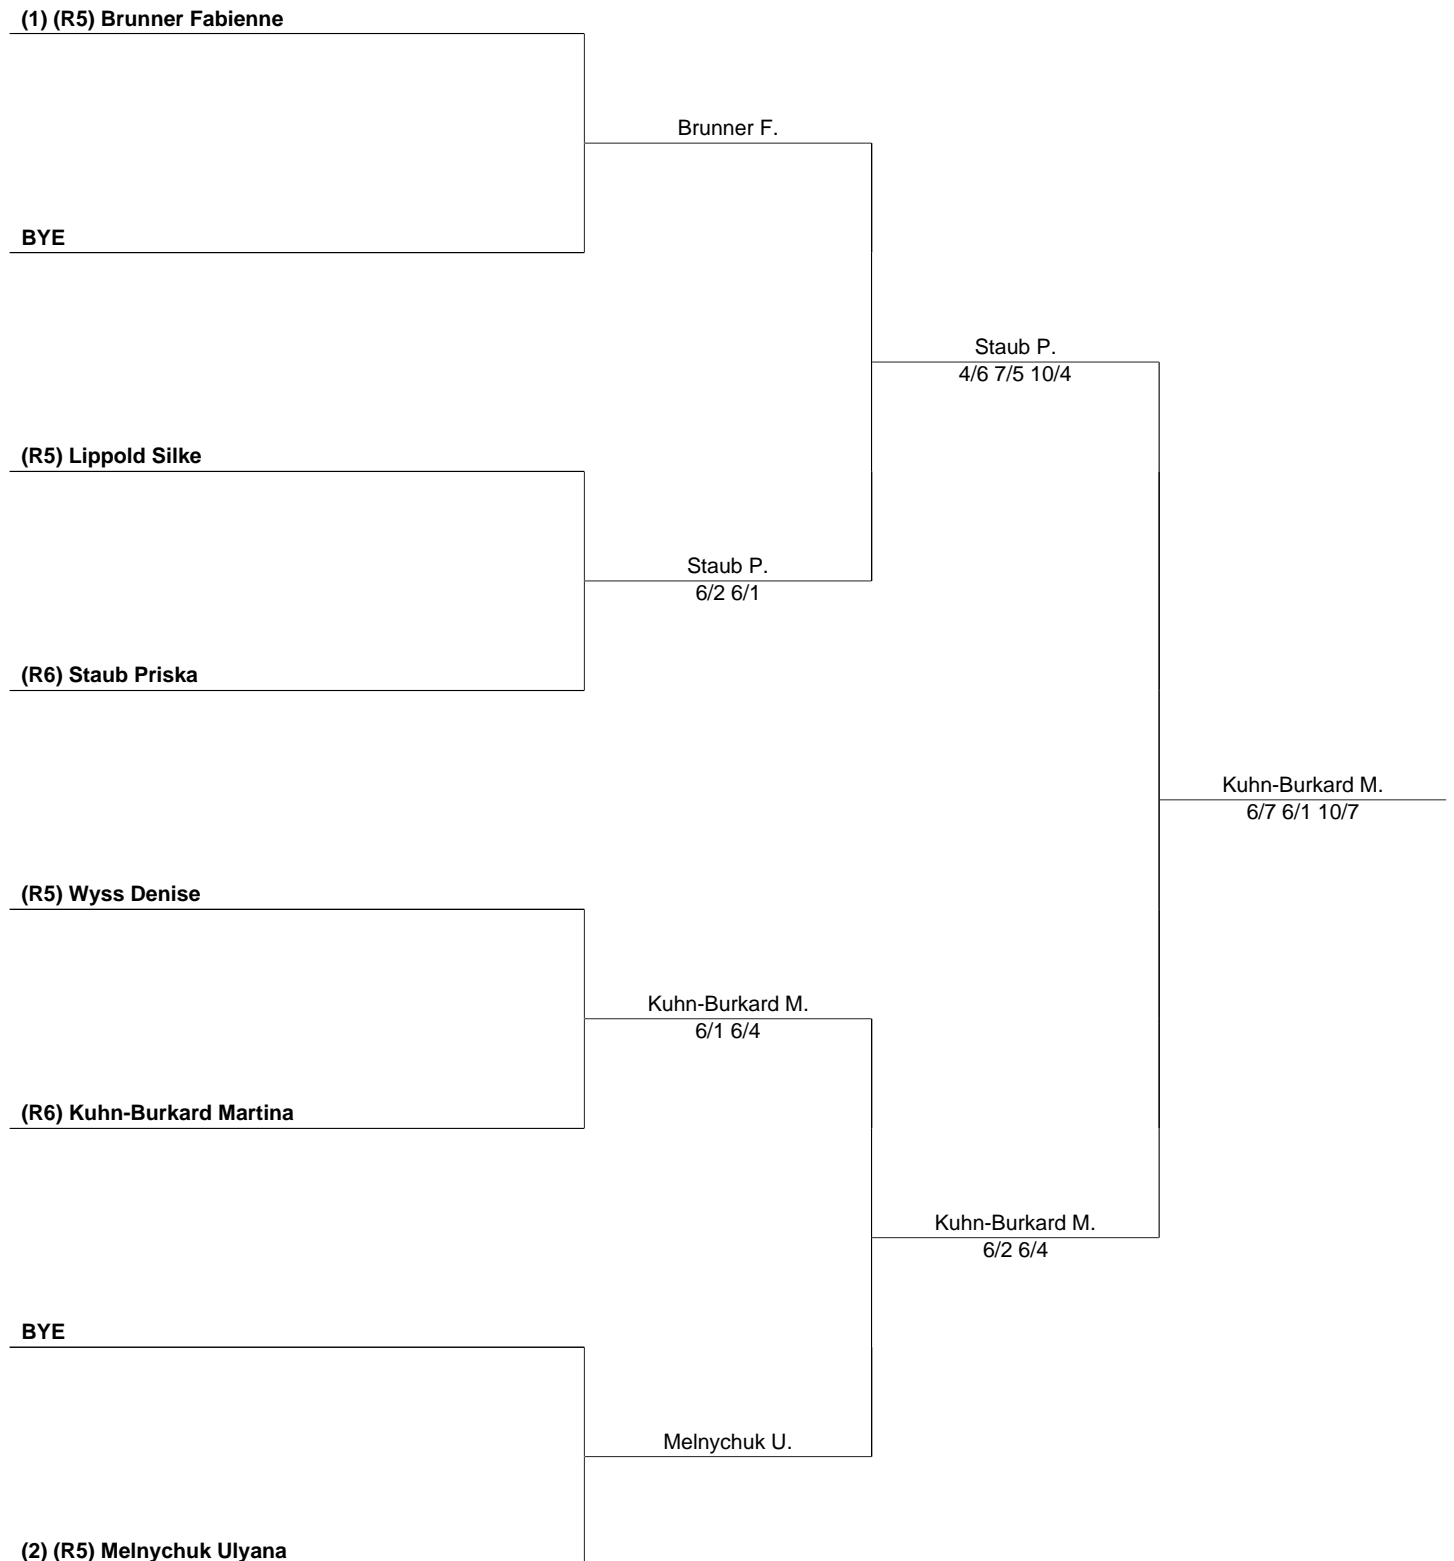 (1) (R5) Brunner Fabienne
Brunner F.
BYE
Staub P.
4/6 7/5 10/4
(R5) Lippold Silke
Staub P.
6/2 6/1
(R6) Staub Priska
Kuhn-Burkard M.
6/7 6/1 10/7
(R5) Wyss Denise
Kuhn-Burkard M.
6/1 6/4
(R6) Kuhn-Burkard Martina
Kuhn-Burkard M.
6/2 6/4
BYE
Melnychuk U.
(2) (R5) Melnychuk Ulyana